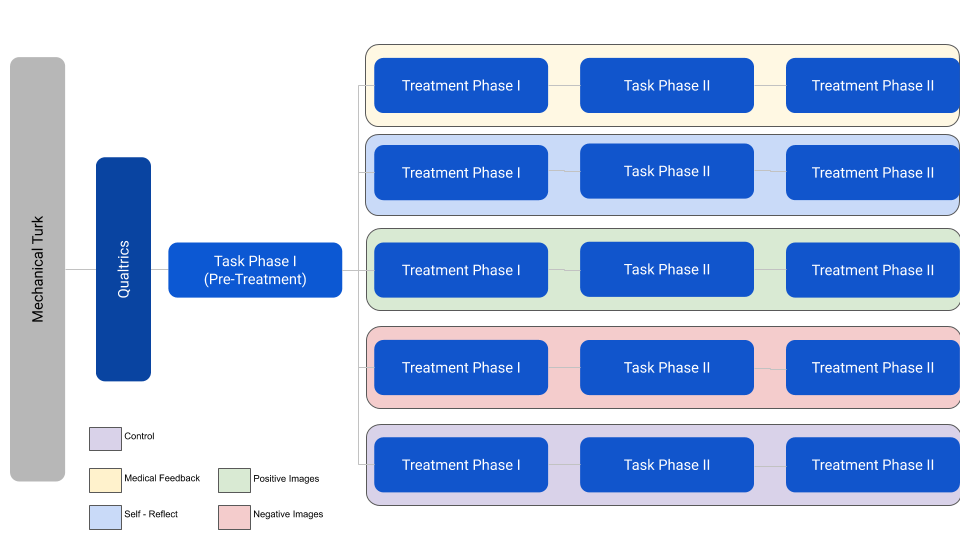 Mechanical Turk
Qualtrics
Task Phase I
(Pre-Treatment)
Treatment Phase I
Task Phase II
Treatment Phase II
Treatment Phase I
Task Phase II
Treatment Phase II
Treatment Phase I
Task Phase II
Treatment Phase II
Treatment Phase I
Task Phase II
Treatment Phase II
Treatment Phase I
Task Phase II
Treatment Phase II
Control
Medical Feedback
Positive Images
Self - Reflect
Negative Images